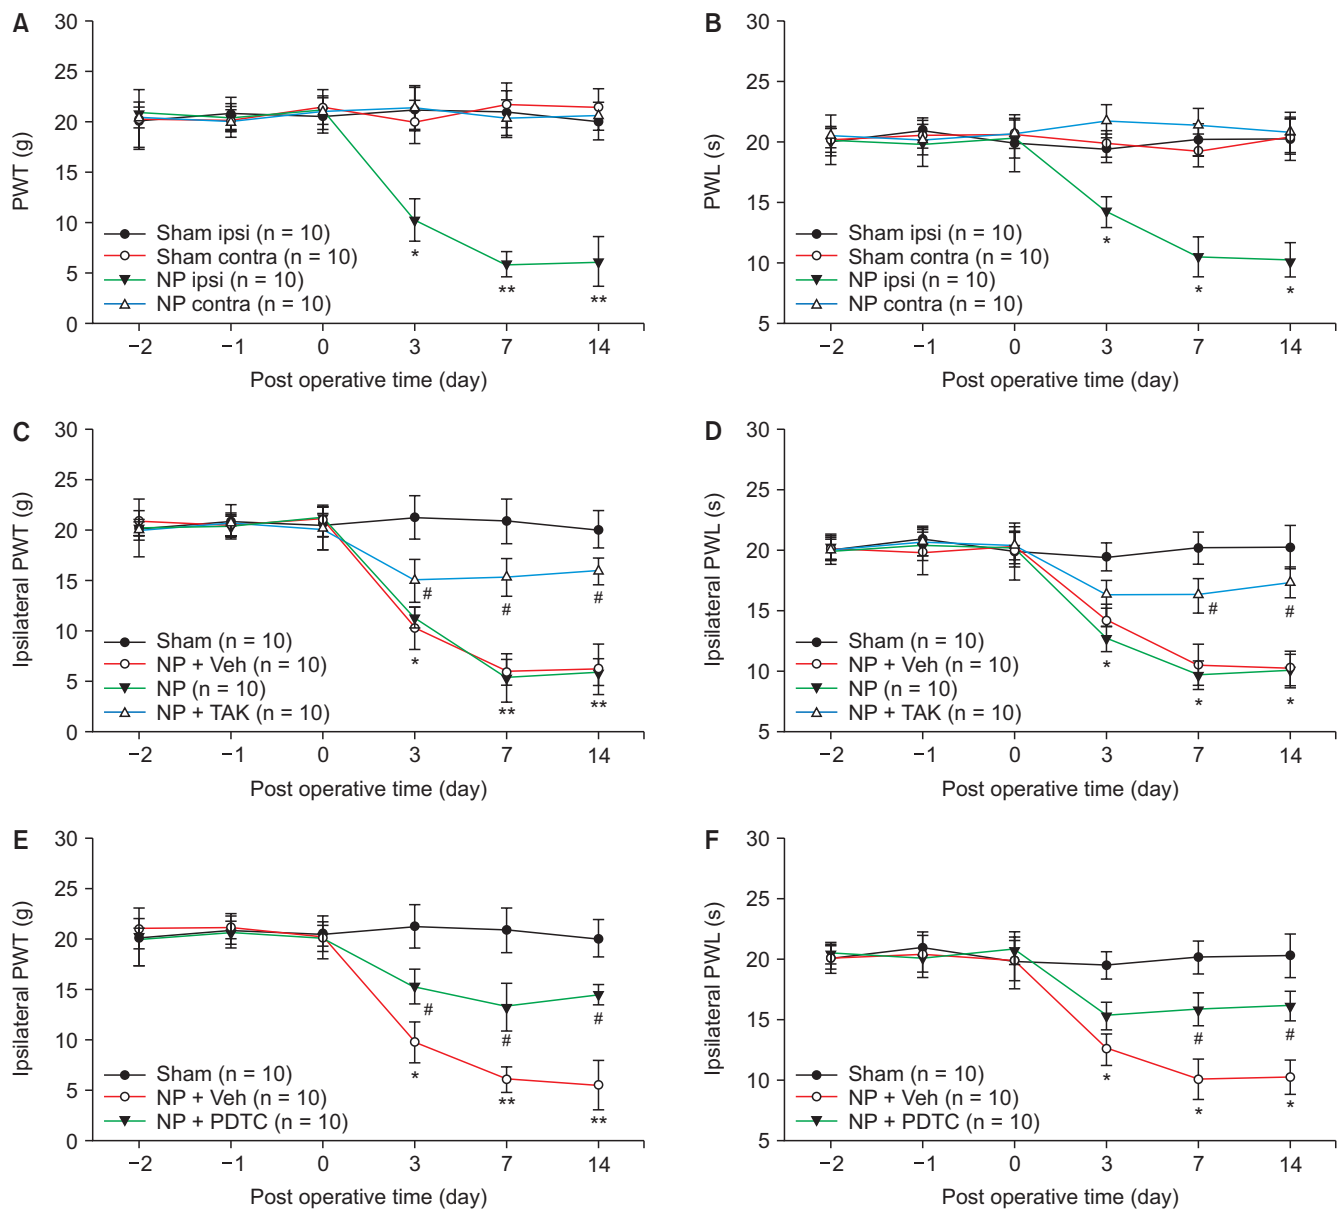 A
PWT (g)
30
25
20
15
10
5
0
Sham ipsi (n = 10)
Sham contra (n = 10)
NP ipsi (n = 10)
NP contra (n = 10)
*
**
**
−2
−1
0
3
7
14
Post operative time (day)
B
PWL (s)
30
25
20
15
10
5
Sham ipsi (n = 10)
Sham contra (n = 10)
NP ipsi (n = 10)
NP contra (n = 10)
*
*
*
−2
−1
0
3
7
14
Post operative time (day)
C
Ipsilateral PWT (g)
30
25
20
15
10
5
0
#
#
#
Sham (n = 10)
NP + Veh (n = 10)
NP (n = 10)
NP + TAK (n = 10)
*
**
**
−2
−1
0
3
7
14
Post operative time (day)
D
Ipsilateral PWL (s)
30
25
20
15
10
5
#
#
Sham (n = 10)
NP + Veh (n = 10)
NP (n = 10)
NP + TAK (n = 10)
*
*
*
−2
−1
0
3
7
14
Post operative time (day)
E
Ipsilateral PWT (g)
30
25
20
15
10
5
0
#
#
#
Sham (n = 10)
NP + Veh (n = 10)
NP + PDTC (n = 10)
*
**
**
−2
−1
0
3
7
14
Post operative time (day)
F
Ipsilateral PWL (s)
30
25
20
15
10
5
#
#
Sham (n = 10)
NP + Veh (n = 10)
NP + PDTC (n = 10)
*
*
*
−2
−1
0
3
7
14
Post operative time (day)